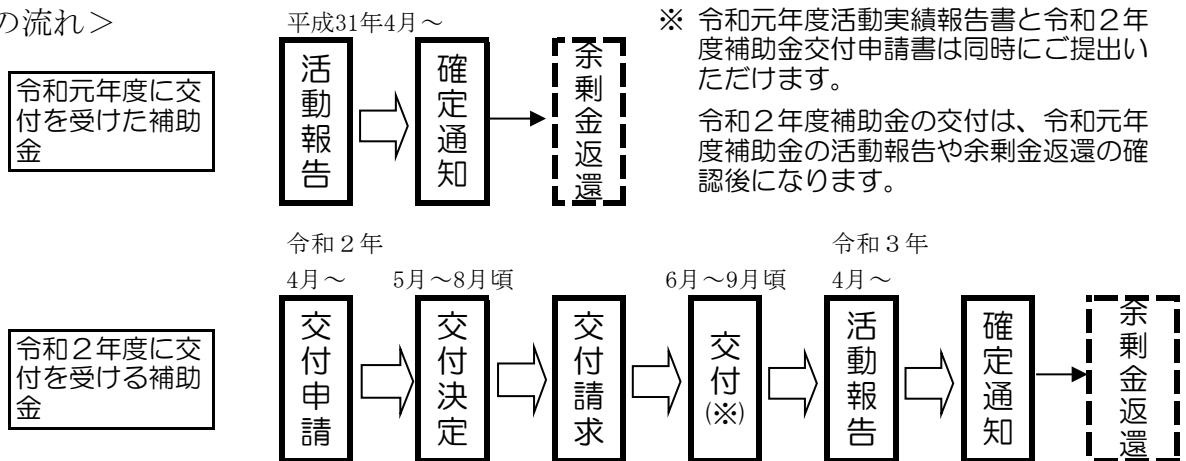 の流れ＞
平成31年4月～
令和元年度に交
付を受けた補助
金
活動報告
確定通知
余剰金返還
※ 令和元年度活動実績報告書と令和２年
度補助金交付申請書は同時にご提出い
ただけます。
令和２年度補助金の交付は、令和元年
度補助金の活動報告や余剰金返還の確
認後になります。
令和２年
4月～
5月～8月頃
6月～9月頃
令和３年
4月～
令和２年度に交
付を受ける補助
金
交付申請
交付決定
交付請求
交付(※)
活動報告
確定通知
余剰金返還